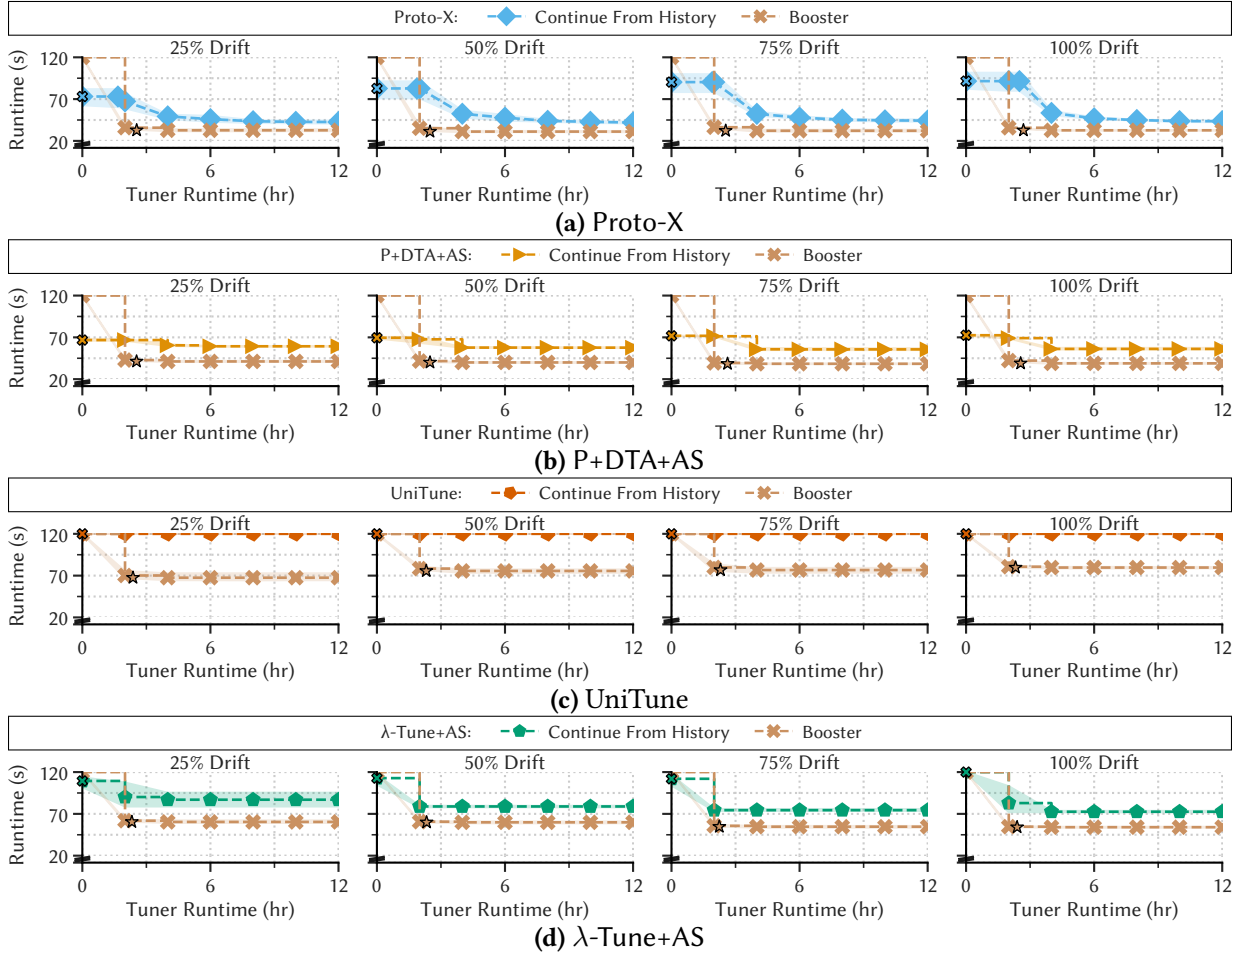 Proto-X: Continue From History Booster
25% Drift 50% Drift 75% Drift 100% Drift
Runtime (s)
120
70
20
0 6 12 0 6 12 0 6 12 0 6 12
Tuner Runtime (hr) Tuner Runtime (hr) Tuner Runtime (hr) Tuner Runtime (hr)
(a) Proto-X
P+DTA+AS: Continue From History Booster
25% Drift 50% Drift 75% Drift 100% Drift
Runtime (s)
120
70
20
0 6 12 0 6 12 0 6 12 0 6 12
Tuner Runtime (hr) Tuner Runtime (hr) Tuner Runtime (hr) Tuner Runtime (hr)
(b) P+DTA+AS
UniTune: Continue From History Booster
25% Drift 50% Drift 75% Drift 100% Drift
Runtime (s)
120
70
20
0 6 12 0 6 12 0 6 12 0 6 12
Tuner Runtime (hr) Tuner Runtime (hr) Tuner Runtime (hr) Tuner Runtime (hr)
(c) UniTune
λ-Tune+AS: Continue From History Booster
25% Drift 50% Drift 75% Drift 100% Drift
Runtime (s)
120
70
20
0 6 12 0 6 12 0 6 12 0 6 12
Tuner Runtime (hr) Tuner Runtime (hr) Tuner Runtime (hr) Tuner Runtime (hr)
(d) λ-Tune+AS